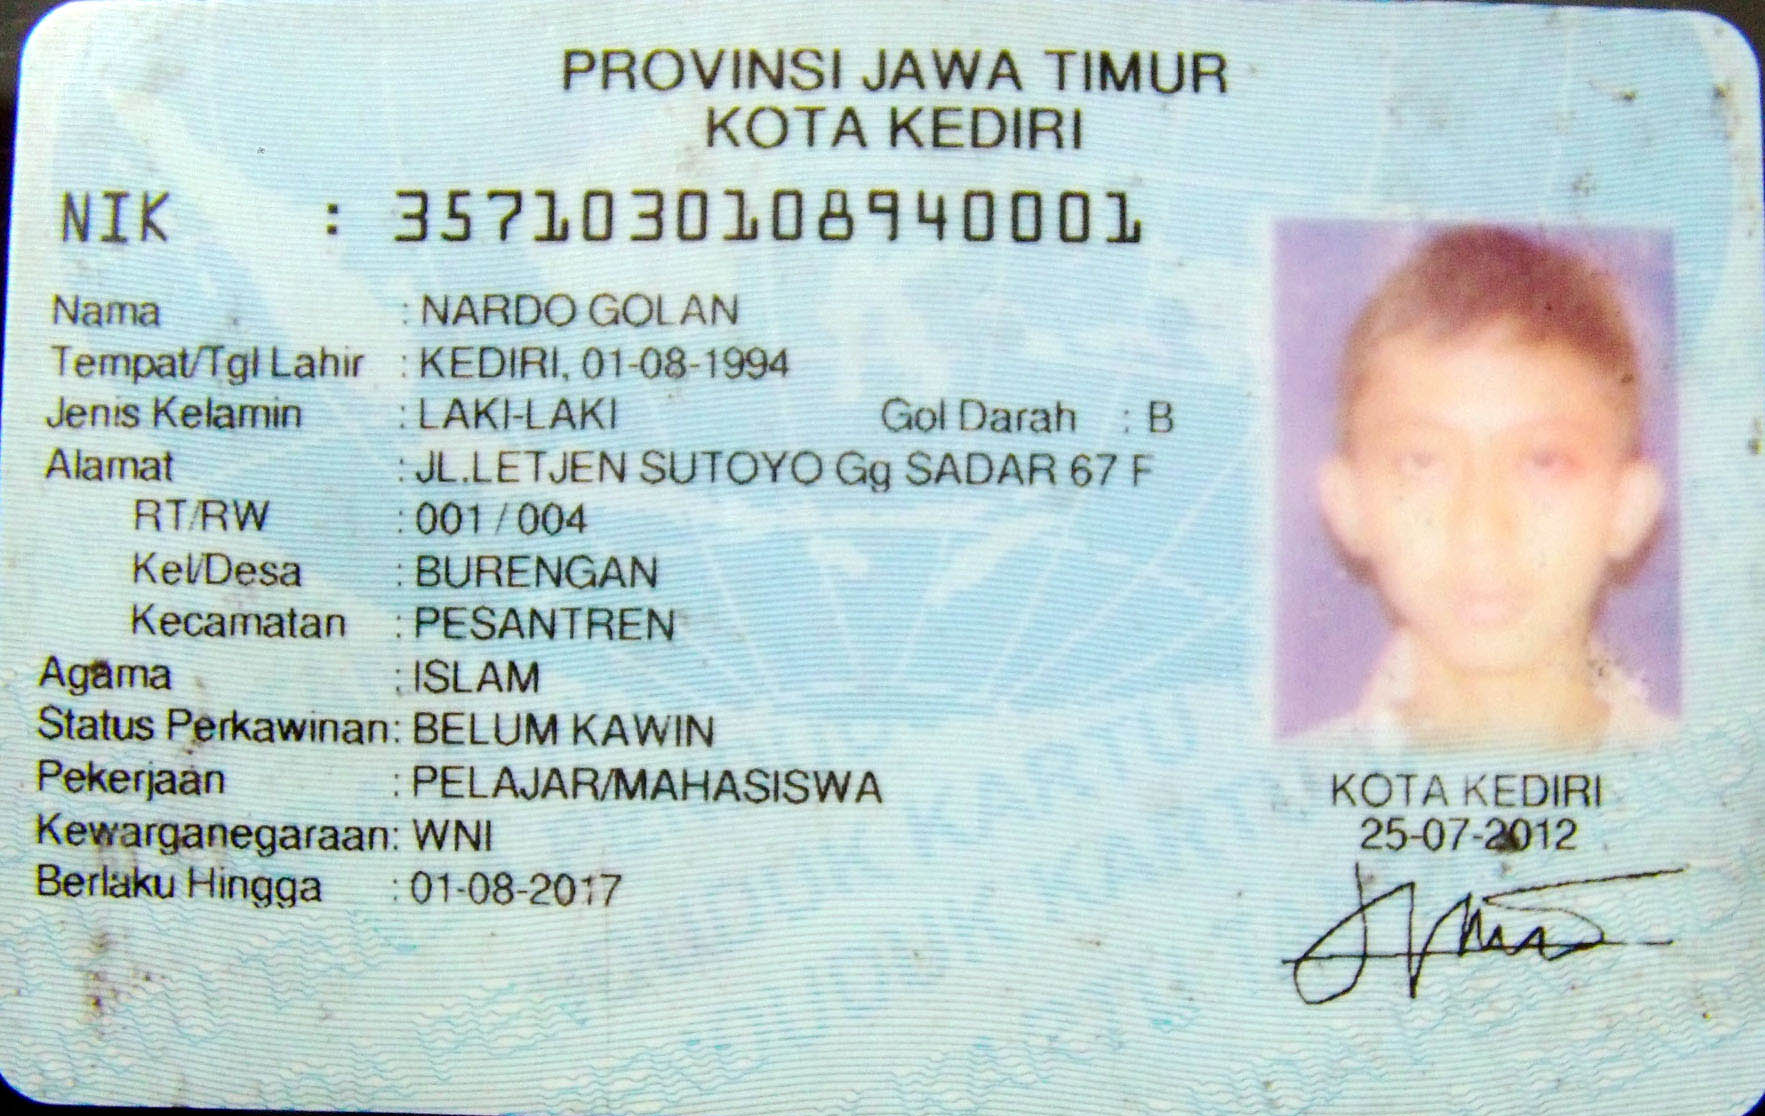 PROVINSI JAWA TIMUR
KOTA KEDIRI
NIK : 3571030108940001
Nama : NARDO GOLAN
Tempat/Tgl Lahir : KEDIRI, 01-08-1994
Jenis Kelamin : LAKI-LAKI Gol Darah : B
Alamat : JL.LETJEN SUTOYO Gg SADAR 67 F
RT/RW : 001 / 004
Kel/Desa : BURENGAN
Kecamatan : PESANTREN
Agama : ISLAM
Status Perkawinan: BELUM KAWIN
Pekerjaan : PELAJAR/MAHASISWA
Kewarganegaraan: WNI
Berlaku Hingga : 01-08-2017
KOTA KEDIRI
25-07-2012